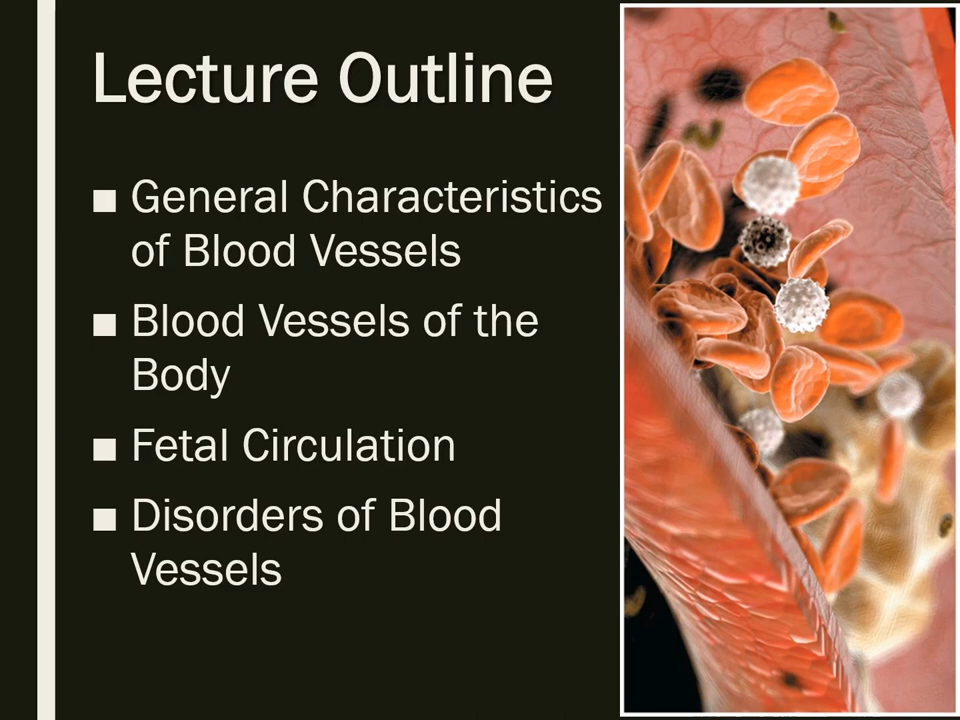 Lecture Outline
■ General Characteristics
of Blood Vessels
■ Blood Vessels of the
Body
■ Fetal Circulation
■ Disorders of Blood
Vessels